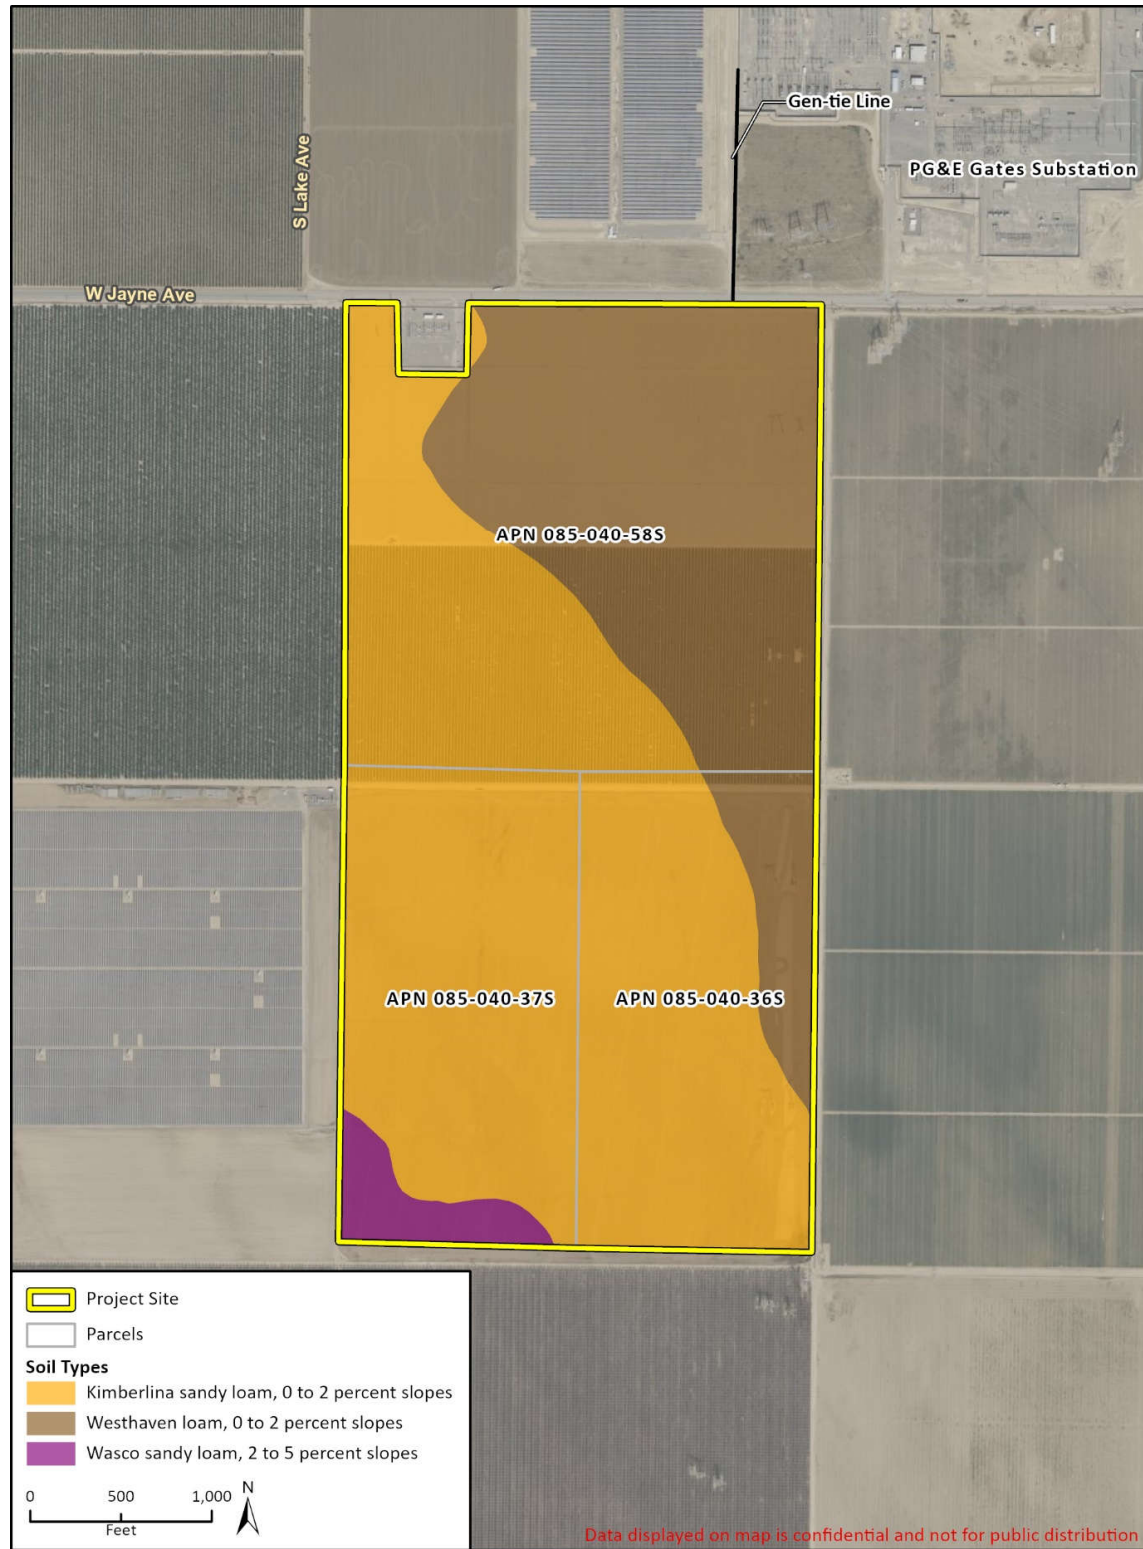 Gen-tie Line
PG&E Gates Substation
S Lake Ave
W Jayne Ave
APN 085-040-58S
APN 085-040-37S
APN 085-040-36S
Project Site
Parcels
Soil Types
Kimberlina sandy loam, 0 to 2 percent slopes
Westhaven loam, 0 to 2 percent slopes
Wasco sandy loam, 2 to 5 percent slopes
0 500 1,000
Feet
N
Data displayed on map is confidential and not for public distribution